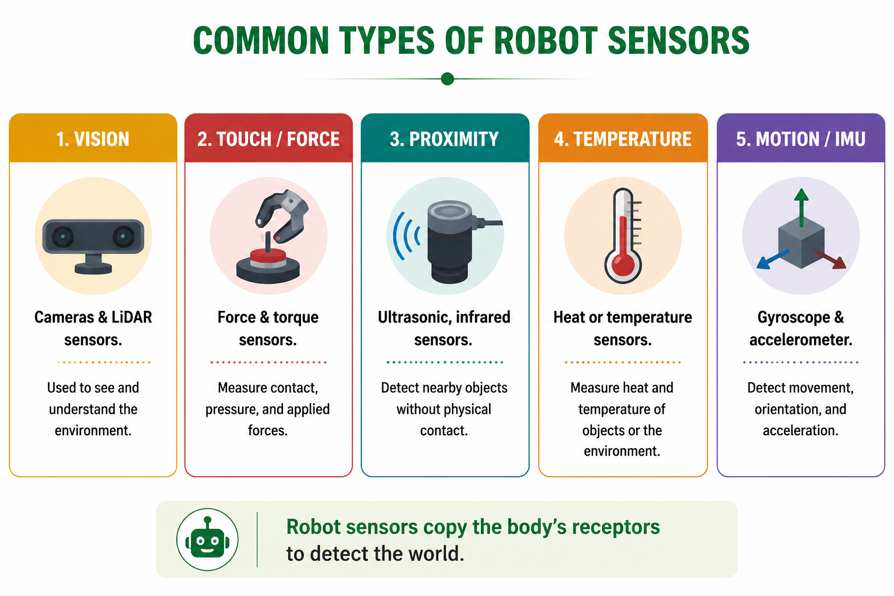 COMMON TYPES OF ROBOT SENSORS
1. VISION
Cameras & LiDAR
sensors.
Used to see and
understand the
environment.
2. TOUCH / FORCE
Force & torque
sensors.
Measure contact,
pressure, and applied
forces.
3. PROXIMITY
Ultrasonic, infrared
sensors.
Detect nearby objects
without physical
contact.
4. TEMPERATURE
Heat or temperature
sensors.
Measure heat and
temperature of
objects or the
environment.
5. MOTION / IMU
Gyroscope &
accelerometer.
Detect movement,
orientation, and
acceleration.
Robot sensors copy the body's receptors
to detect the world.